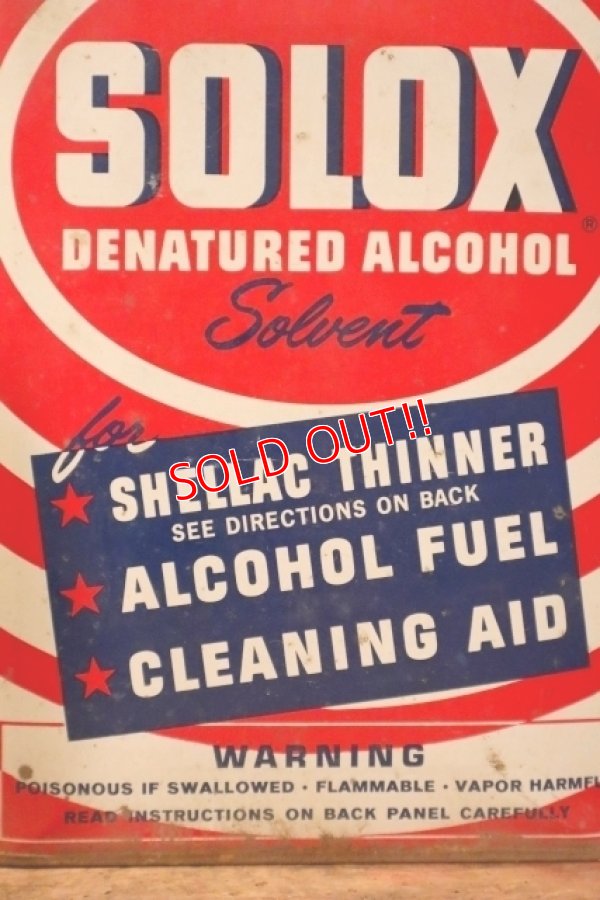 SOLOX
®
DENATURED ALCOHOL
Solvent
for
SHELLAC THINNER
SOLD OUT!!
SEE DIRECTIONS ON BACK
ALCOHOL FUEL
CLEANING AID
WARNING
POISONOUS IF SWALLOWED · FLAMMABLE · VAPOR HARMFU
READ INSTRUCTIONS ON BACK PANEL CAREFULLY